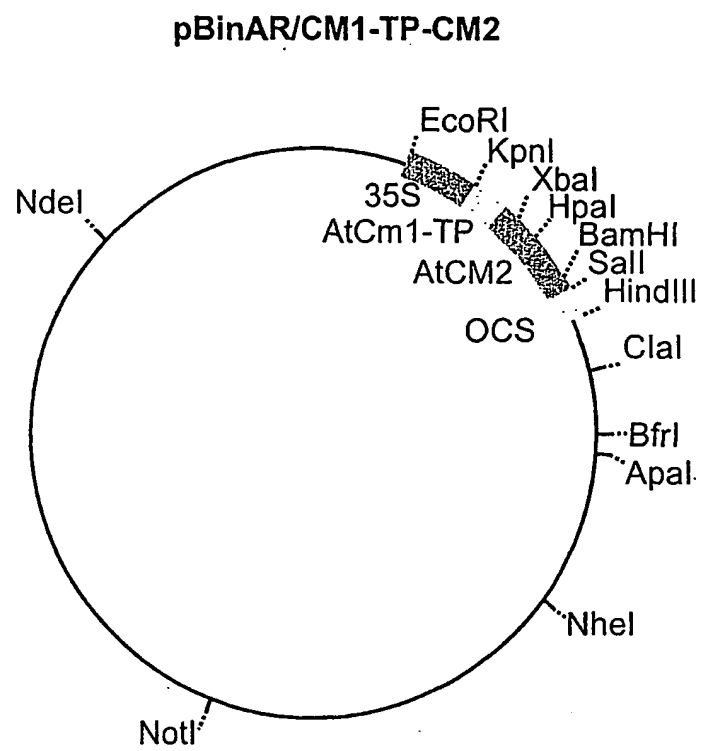 pBinAR/CM1-TP-CM2
EcoRI
KpnI
XbaI
HpaI
BamHI
SalI
HindIII
ClaI
BfrI
ApaI
NheI
NotI
NdeI
35S
AtCm1-TP
AtCM2
OCS